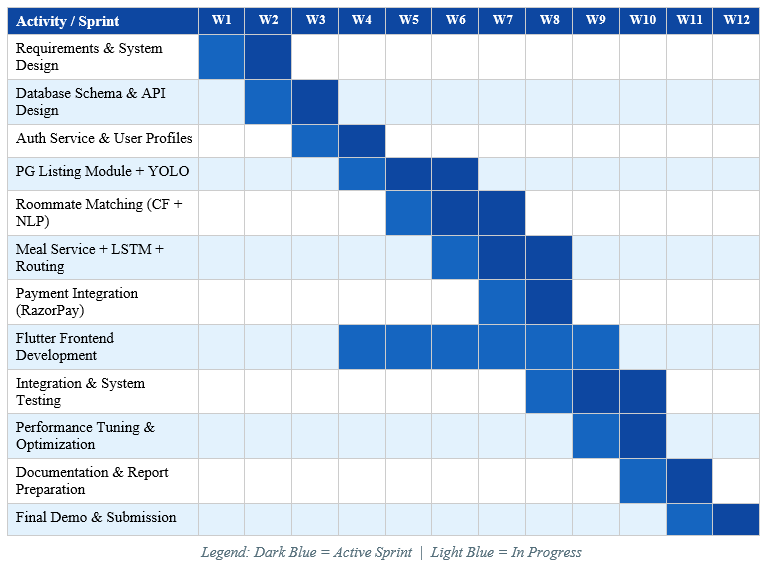 Activity / Sprint W1 W2 W3 W4 W5 W6 W7 W8 W9 W10 W11 W12
Requirements & System
Design
Database Schema & API
Design
Auth Service & User Profiles
PG Listing Module + YOLO
Roommate Matching (CF +
NLP)
Meal Service + LSTM +
Routing
Payment Integration
(RazorPay)
Flutter Frontend
Development
Integration & System
Testing
Performance Tuning &
Optimization
Documentation & Report
Preparation
Final Demo & Submission
Legend: Dark Blue = Active Sprint | Light Blue = In Progress